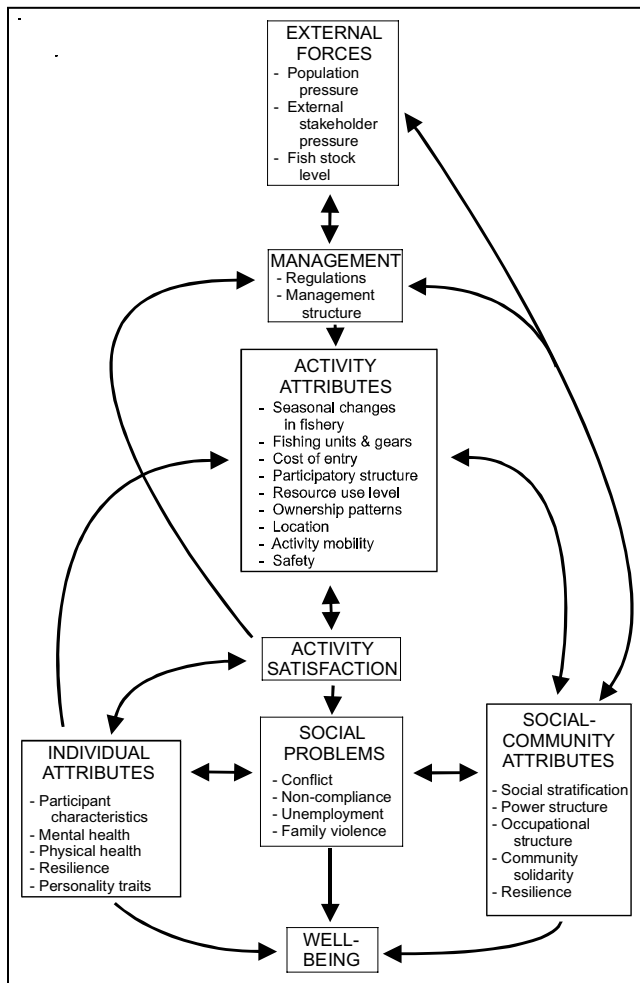 EXTERNAL
FORCES
- Population
pressure
- External
stakeholder
pressure
- Fish stock
level
MANAGEMENT
- Regulations
- Management
structure
ACTIVITY
ATTRIBUTES
- Seasonal changes
in fishery
- Fishing units & gears
- Cost of entry
- Participatory structure
- Resource use level
- Ownership patterns
- Location
- Activity mobility
- Safety
ACTIVITY
SATISFACTION
INDIVIDUAL
ATTRIBUTES
- Participant
characteristics
- Mental health
- Physical health
- Resilience
- Personality traits
SOCIAL
PROBLEMS
- Conflict
- Non-compliance
- Unemployment
- Family violence
SOCIAL-
COMMUNITY
ATTRIBUTES
- Social stratification
- Power structure
- Occupational
structure
- Community
solidarity
- Resilience
WELL-
BEING